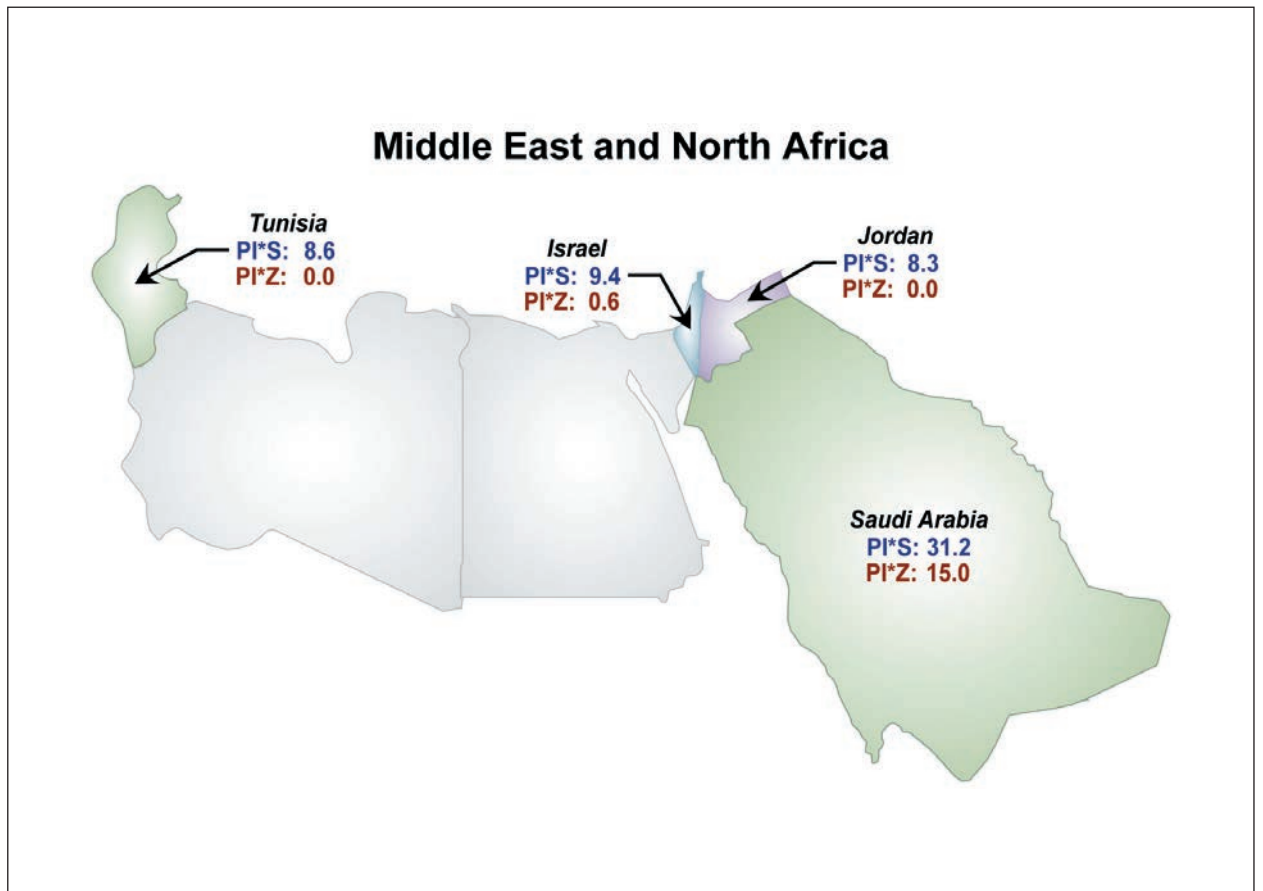 Middle East and North Africa
Tunisia
PI*S: 8.6
PI*Z: 0.0
Israel
PI*S: 9.4
PI*Z: 0.6
Jordan
PI*S: 8.3
PI*Z: 0.0
Saudi Arabia
PI*S: 31.2
PI*Z: 15.0